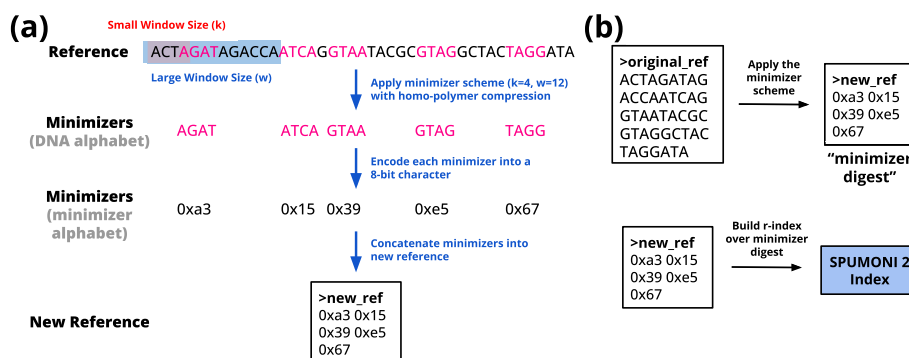 (a)
Small Window Size (k)
Reference
ACTAGATAGACCAATCAGGTAATACGCGTAGGCTACTAGGATA
Large Window Size (w)
Apply minimizer scheme (k=4, w=12)
with homo-polymer compression
Minimizers
(DNA alphabet)
AGAT ATCA GTAA GTAG TAGG
Encode each minimizer into a
8-bit character
Minimizers
(minimizer
alphabet)
0xa3 0x15 0x39 0xe5 0x67
Concatenate minimizers into
new reference
New Reference
>new_ref
0xa3 0x15
0x39 0xe5
0x67
(b)
>original_ref
ACTAGATAG
ACCAATCAG
GTAATACGC
GTAGGCTAC
TAGGATA
Apply the
minimizer
scheme
>new_ref
0xa3 0x15
0x39 0xe5
0x67
“minimizer
digest”
>new_ref
0xa3 0x15
0x39 0xe5
0x67
Build r-index
over minimizer
digest
SPUMONI 2
Index